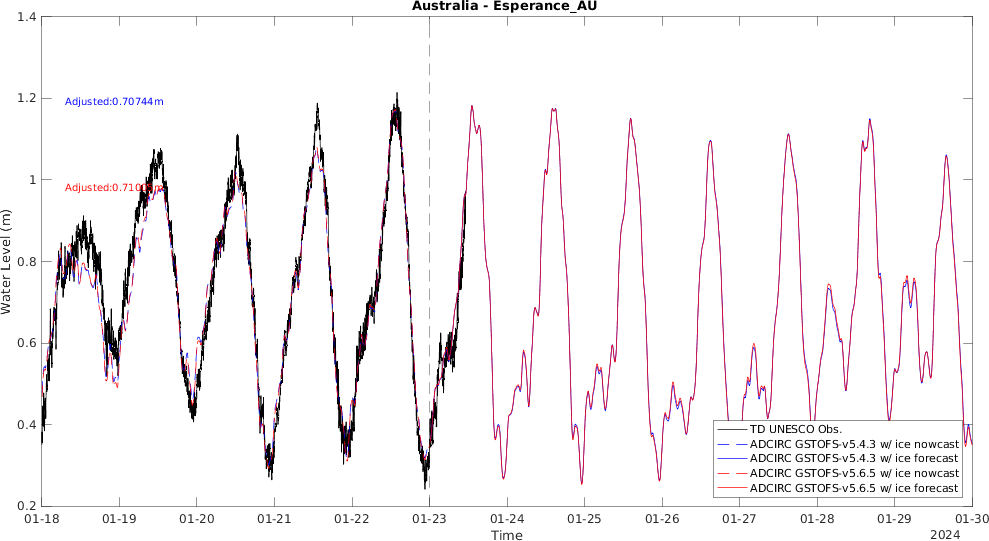 Australia - Esperance_AU
1.4
1.2
1
0.8
0.6
0.4
0.2
Water Level (m)
Adjusted:0.70744m
TD UNESCO Obs.
ADCIRC GSTOFS-v5.4.3 w/ ice nowcast
ADCIRC GSTOFS-v5.4.3 w/ ice forecast
ADCIRC GSTOFS-v5.6.5 w/ ice nowcast
ADCIRC GSTOFS-v5.6.5 w/ ice forecast
01-18 01-19 01-20 01-21 01-22 01-23 01-24 01-25 01-26 01-27 01-28 01-29 01-30
Time
2024